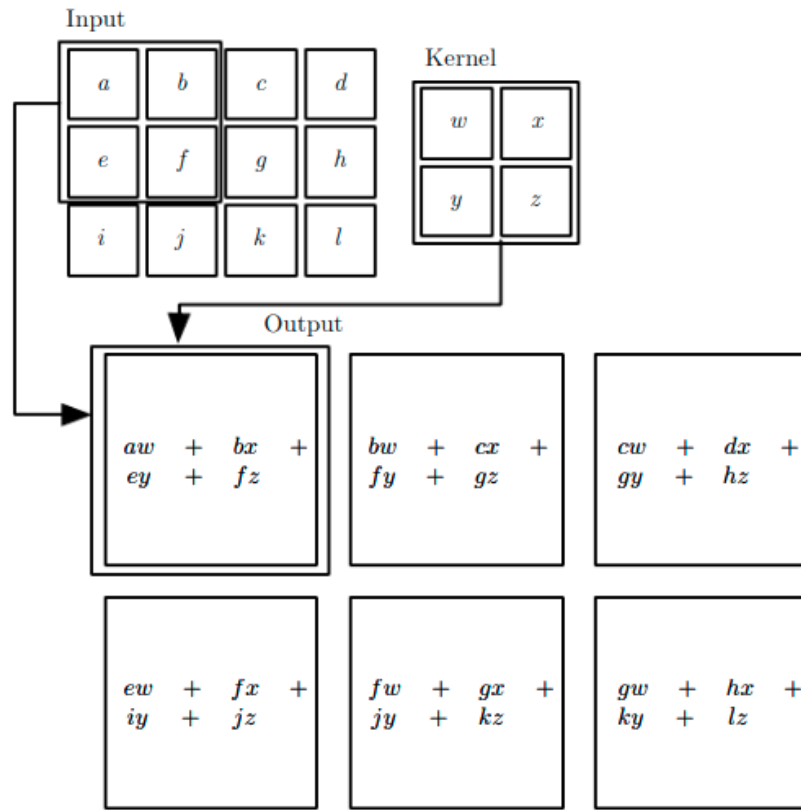 Input
a b c d
Kernel
w x
e f g h
y z
i j k l
Output
aw + bx +
ey + fz
bw + cx +
fy + gz
cw + dx +
gy + hz
ew + fx +
iy + jz
fw + gx +
jy + kz
gw + hx +
ky + lz